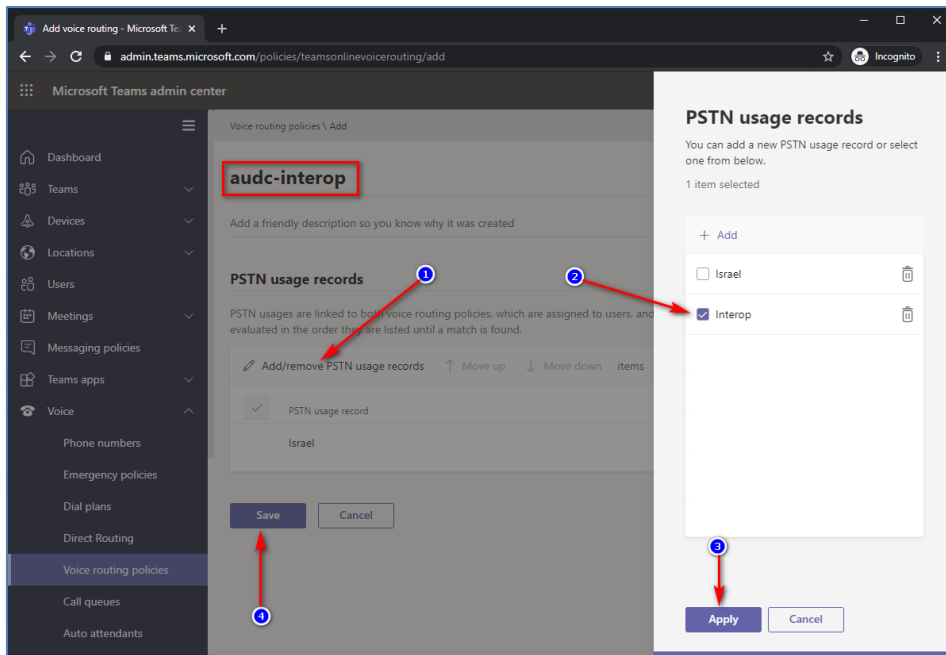 Add voice routing - Microsoft Te
admin.teams.microsoft.com/policies/teamsonlinevoicerouting/add
Incognito
Microsoft Teams admin center
Dashboard
Teams
Devices
Locations
Users
Meetings
Messaging policies
Teams apps
Voice
Phone numbers
Emergency policies
Dial plans
Direct Routing
Voice routing policies
Call queues
Auto attendants
Voice routing policies \ Add
audc-interop
Add a friendly description so you know why it was created
PSTN usage records
PSTN usages are linked to both voice routing policies, which are assigned to users, and
evaluated in the order they are listed until a match is found.
Add/remove PSTN usage records Move up Move down items
PSTN usage record
Israel
Save Cancel
1
2
4
PSTN usage records
You can add a new PSTN usage record or select
one from below.
1 item selected
+ Add
Israel
Interop
3
Apply Cancel